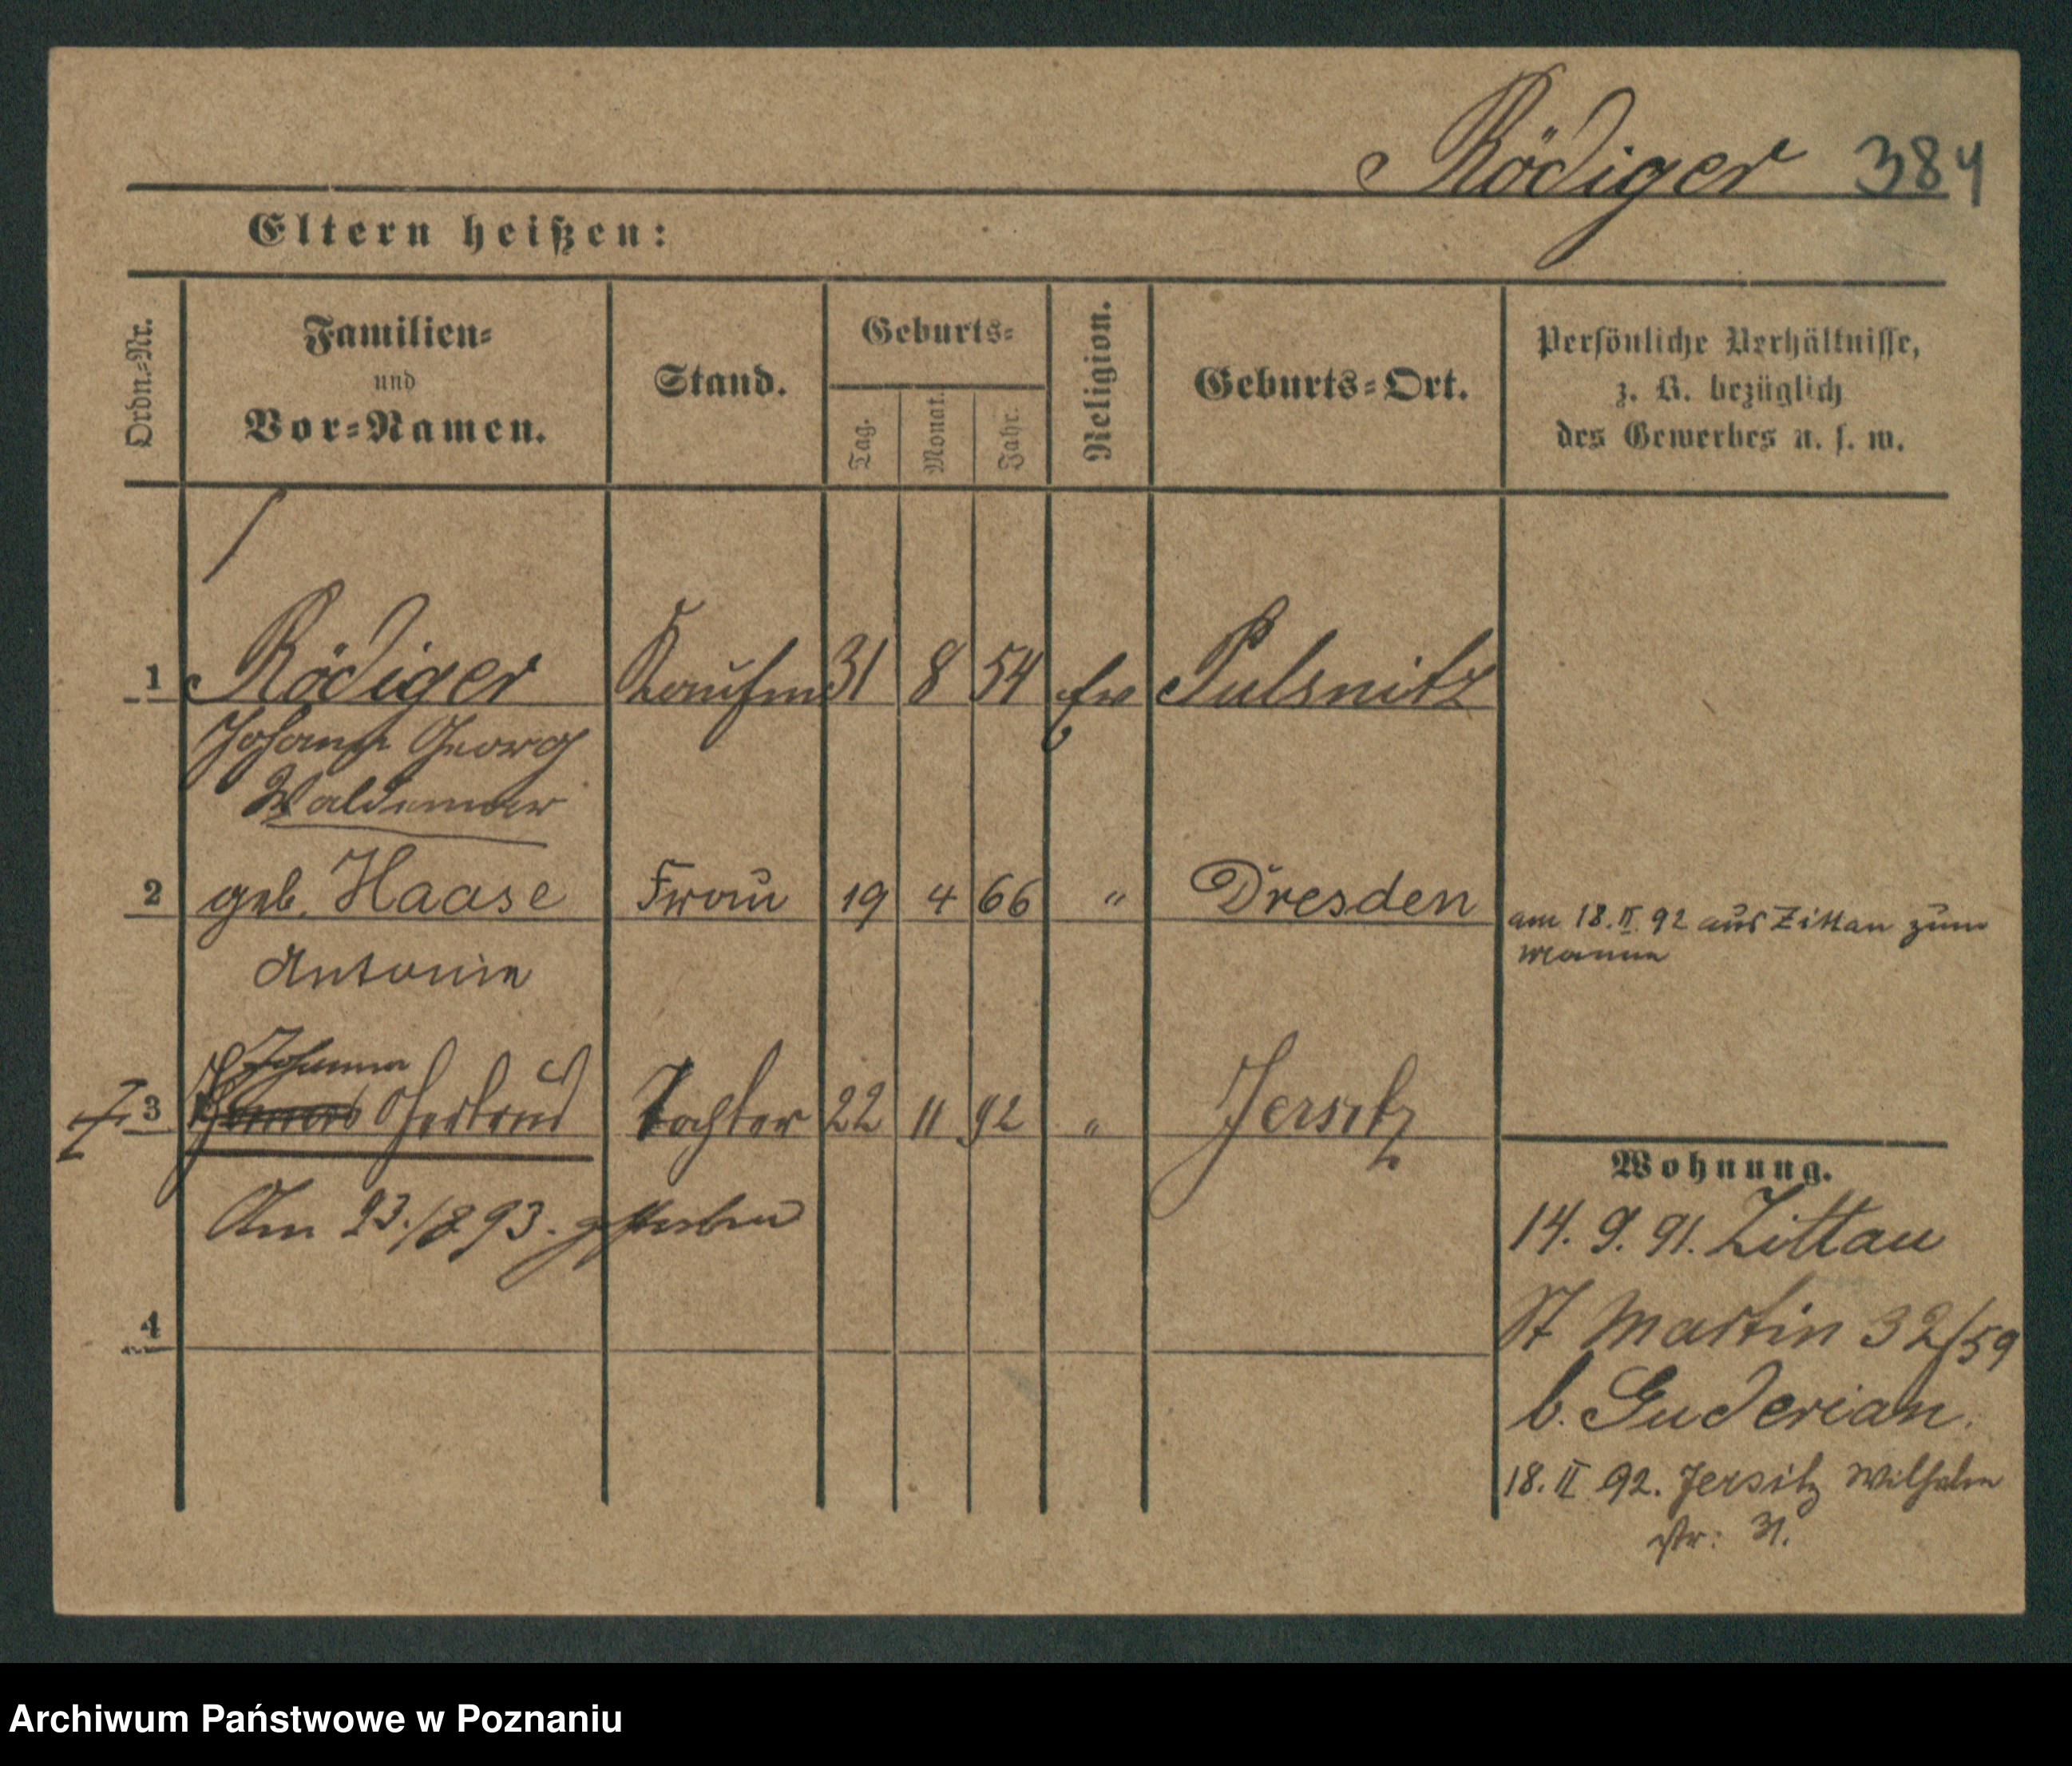 Rödiger 384
Eltern heißen:
Ordn.-Nr.
Familien-
und
Vor-Namen.
Stand.
Geburts-
Tag.
Monat.
Jahr.
Religion.
Geburts-Ort.
Persönliche Verhältnisse,
z. B. bezüglich
des Gewerbes u. s. w.
1 Rödiger Kaufm 31 8 54 Ev Pulsnitz
Johann Georg
Waldemar
2 geb. Haase Frau 19 4 66 " Dresden
am 18. II. 92 aus Zittau zum
Manne
Antonie
Johanna
3 Gertrud Tochter 22 11 92 " Jersitz
Am 23./8 93. gestorben
4
Wohnung.
14. 9. 91. Zittau
St Martin 32/59
b. Guderian.
18. II 92. Jersitz Wilhelm
str: 31.
Archiwum Państwowe w Poznaniu